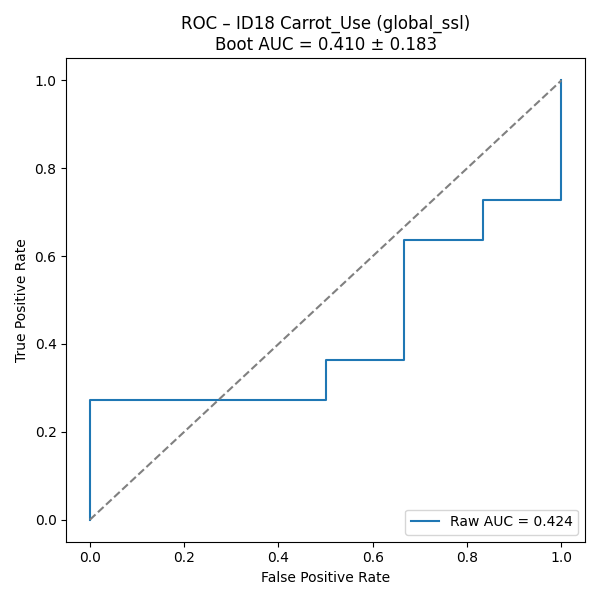 ROC – ID18 Carrot_Use (global_ssl)
Boot AUC = 0.410 ± 0.183
True Positive Rate
1.0
0.8
0.6
0.4
0.2
0.0
Raw AUC = 0.424
0.0 0.2 0.4 0.6 0.8 1.0
False Positive Rate